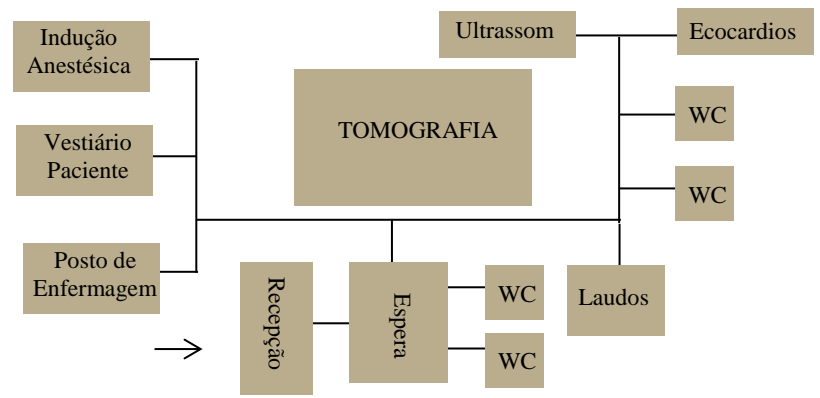 Indução
Anestésica
Ultrassom
Ecocardios
TOMOGRAFIA
WC
Vestiário
Paciente
WC
Posto de
Enfermagem
Recepção
Espera
WC
Laudos
WC